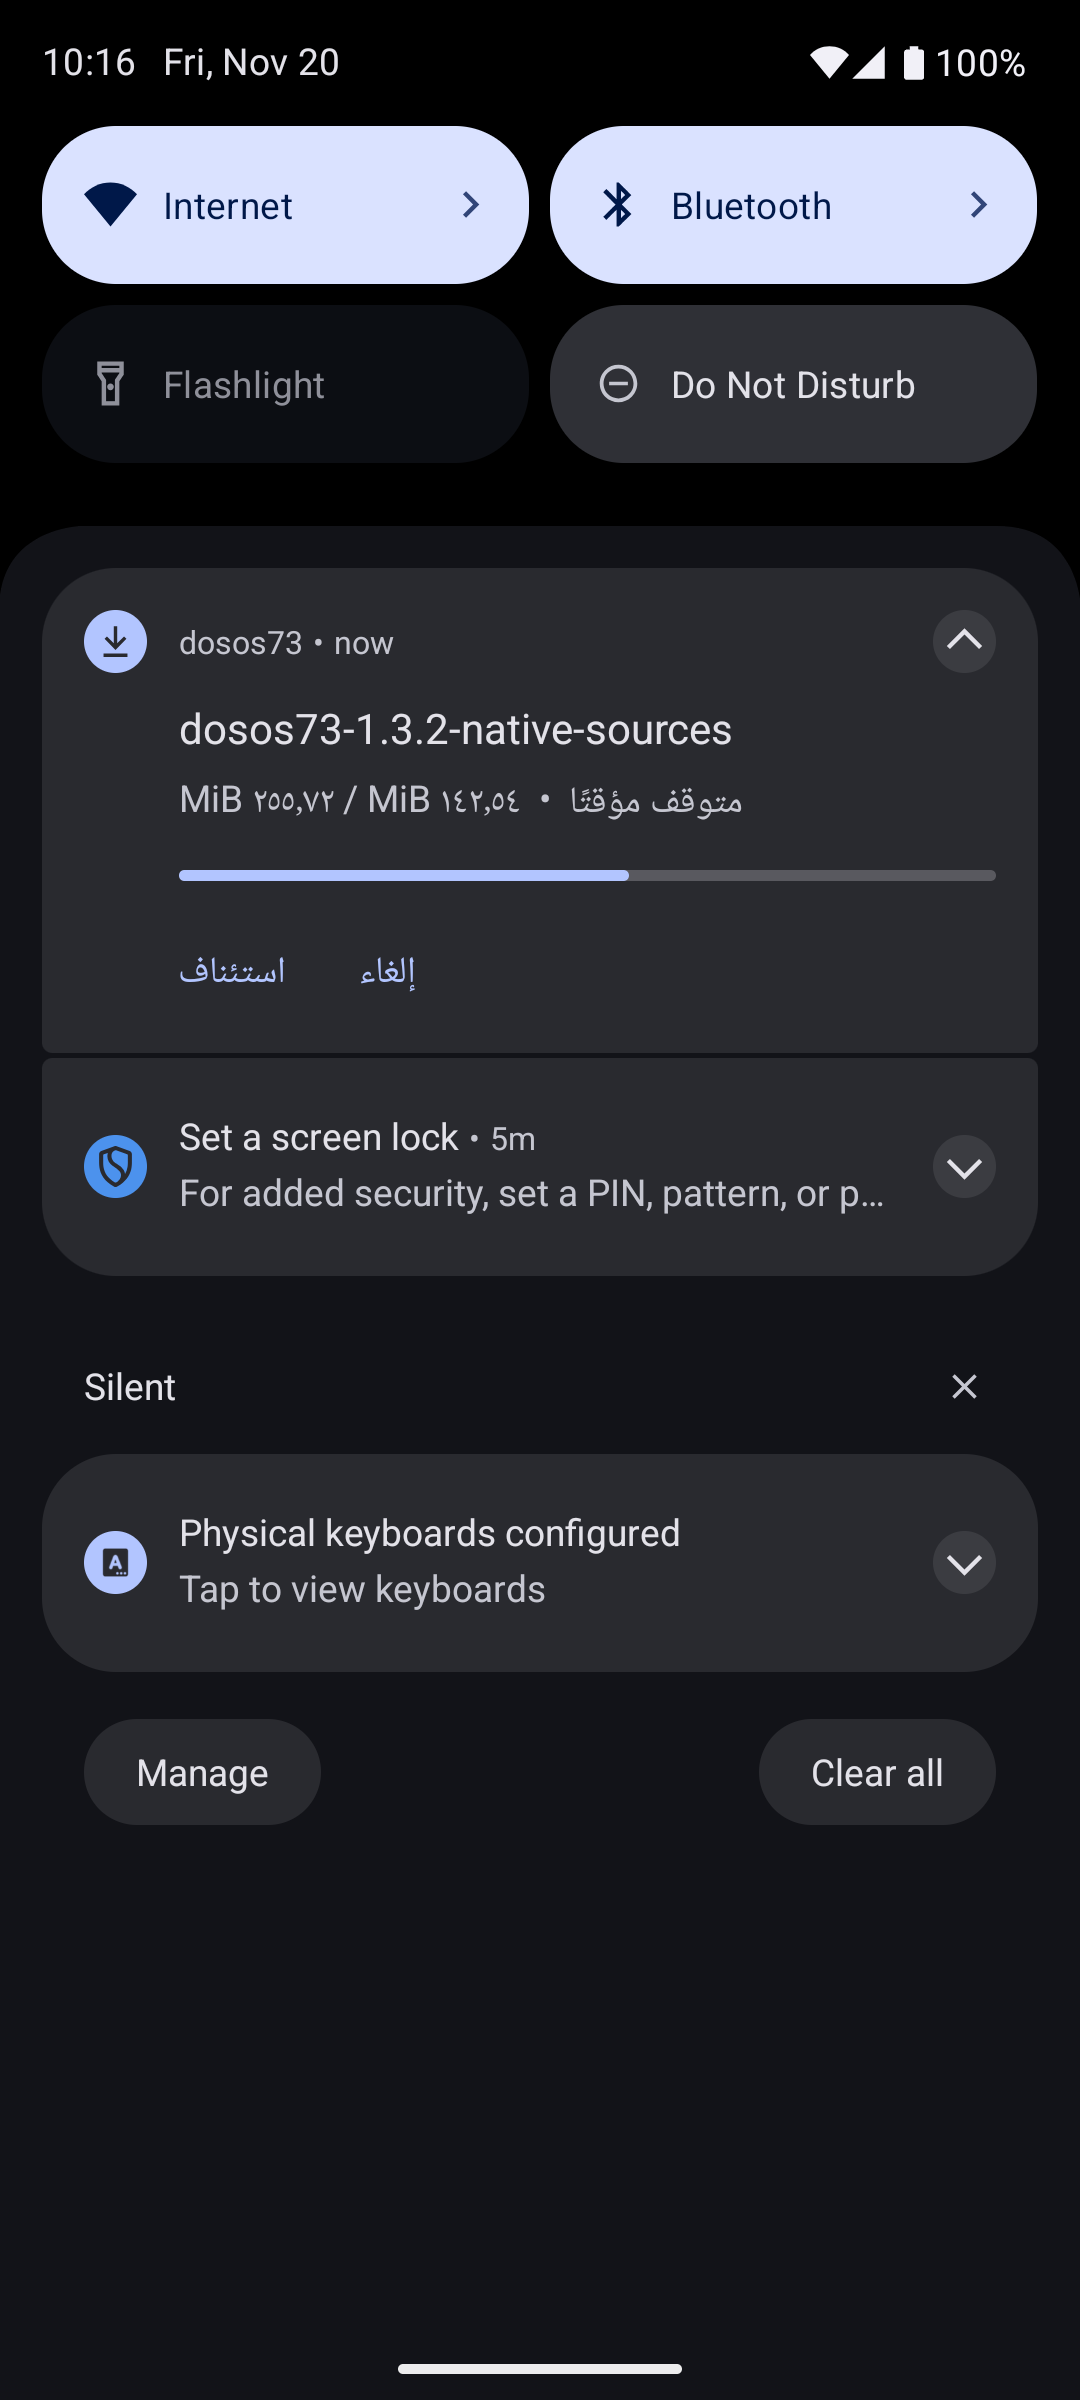 10:16 Fri, Nov 20 100%
Internet
Bluetooth
Flashlight
Do Not Disturb
dosos73 • now
dosos73-1.3.2-native-sources
MiB ٢٥٥,٧٢ / MiB ١٤٢,٥٤ • متوقف مؤقتًا
استئناف إلغاء
Set a screen lock • 5m
For added security, set a PIN, pattern, or p…
Silent
Physical keyboards configured
Tap to view keyboards
Manage
Clear all